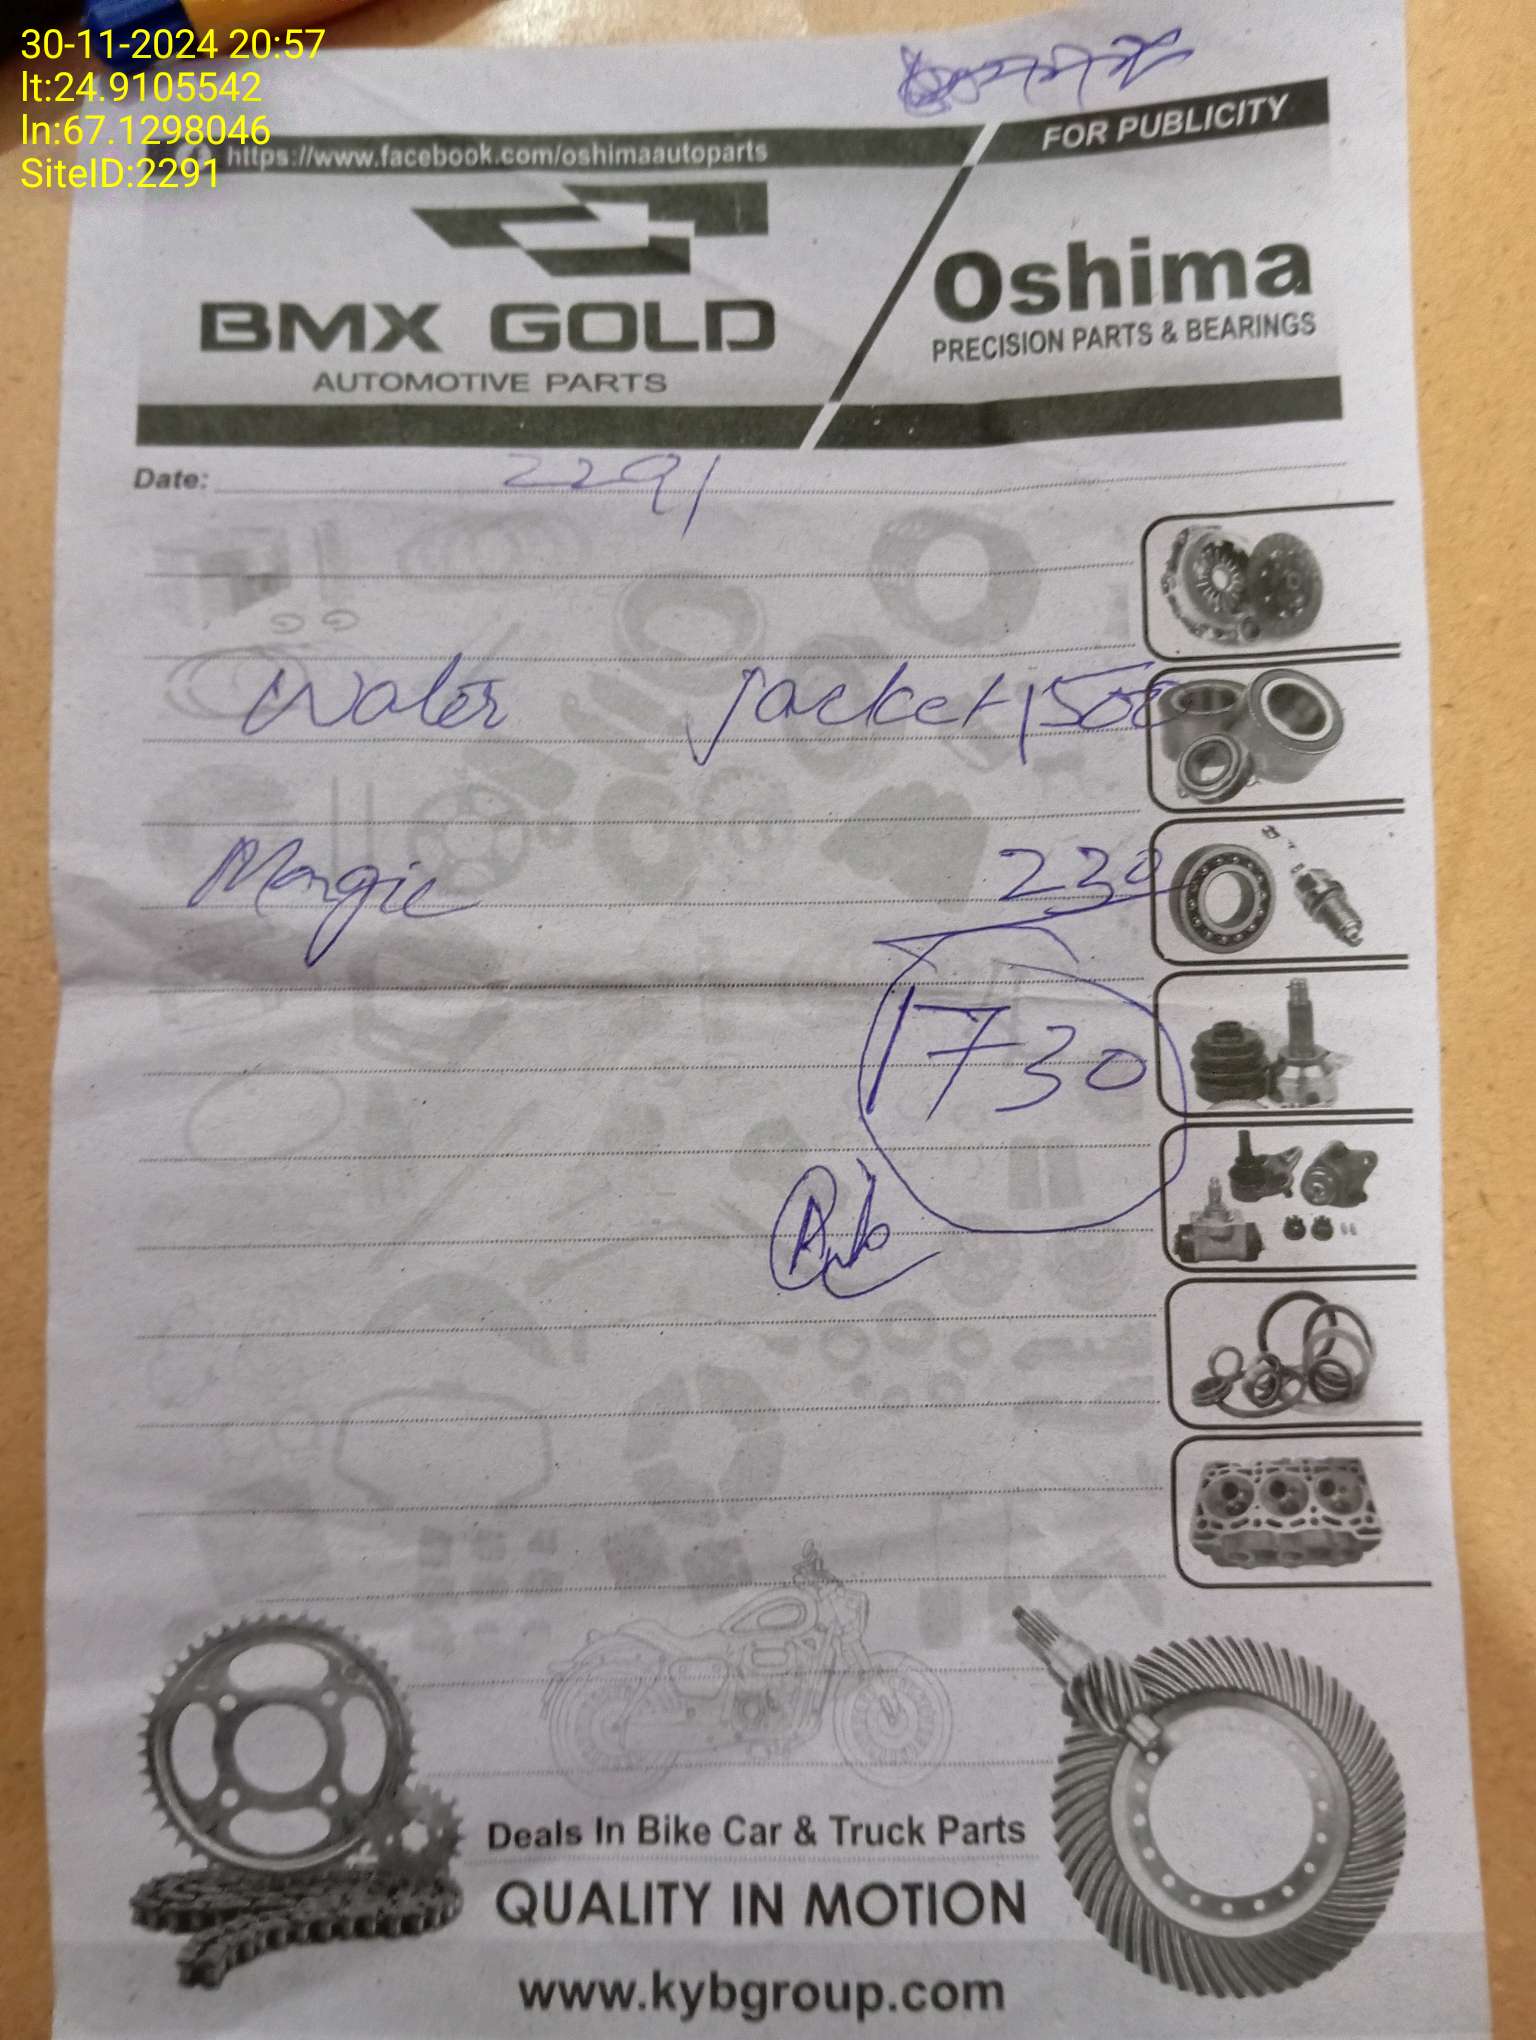 30-11-2024 20:57
lt:24.9105542
ln:67.1298046
SiteID:2291
https://www.facebook.com/oshimaautoparts
FOR PUBLICITY
BMX GOLD
AUTOMOTIVE PARTS
Oshima
PRECISION PARTS & BEARINGS
Date: 2291
Water Jacket 1500
Mangic 230
1730
Deals In Bike Car & Truck Parts
QUALITY IN MOTION
www.kybgroup.com